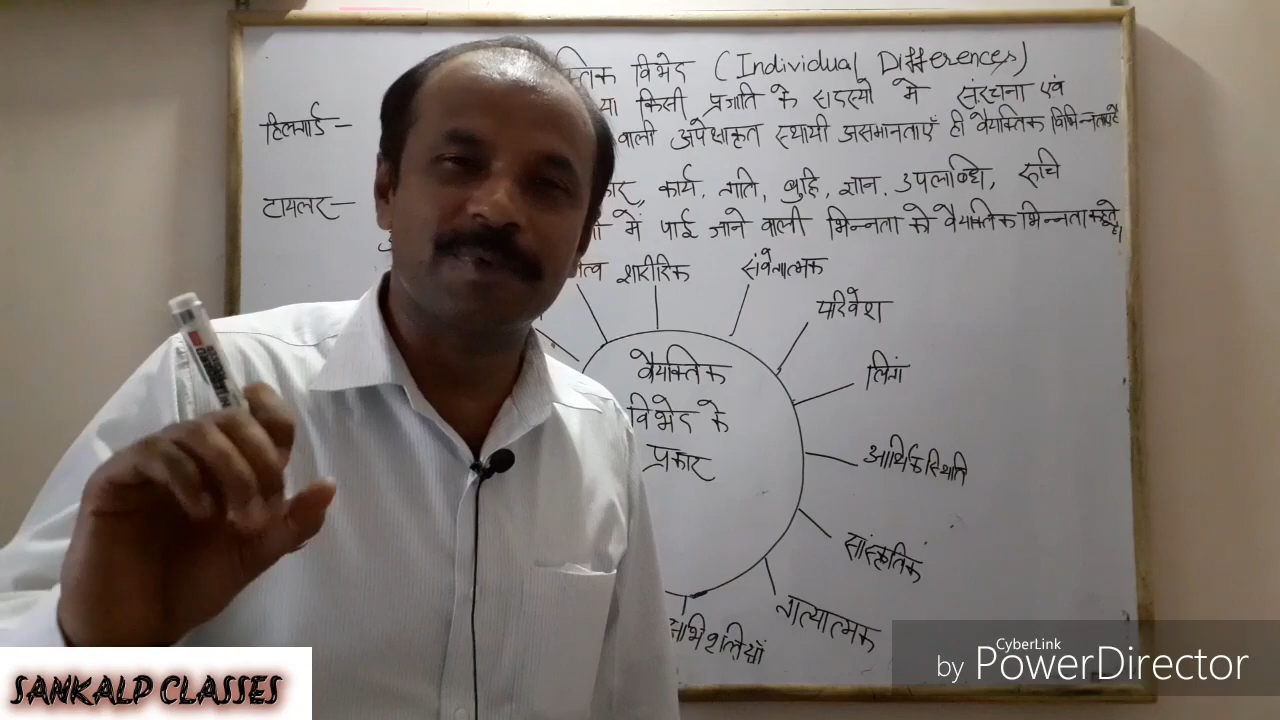 विभेद (Individual Differences)
या किसी प्रजाति के सदस्यो मे संरचना एवं
हिलगार्ड – वाली अपेक्षाकृत स्थायी असमानताएँ ही वैयक्तिक विभिन्नताएँ है
कार्य, गति, बुद्धि, ज्ञान, उपलब्धि, रुचि
टायलर – में पाई जाने वाली भिन्नता को वैयक्तिक भिन्नता कहते है।
शारीरिक
संवेगात्मक
परिवेश
लिंग
वैयक्तिक
विभेद के
प्रकार
आर्थिक स्थिति
सांस्कृतिक
गत्यात्मक
SANKALP CLASSES
CyberLink
by PowerDirector